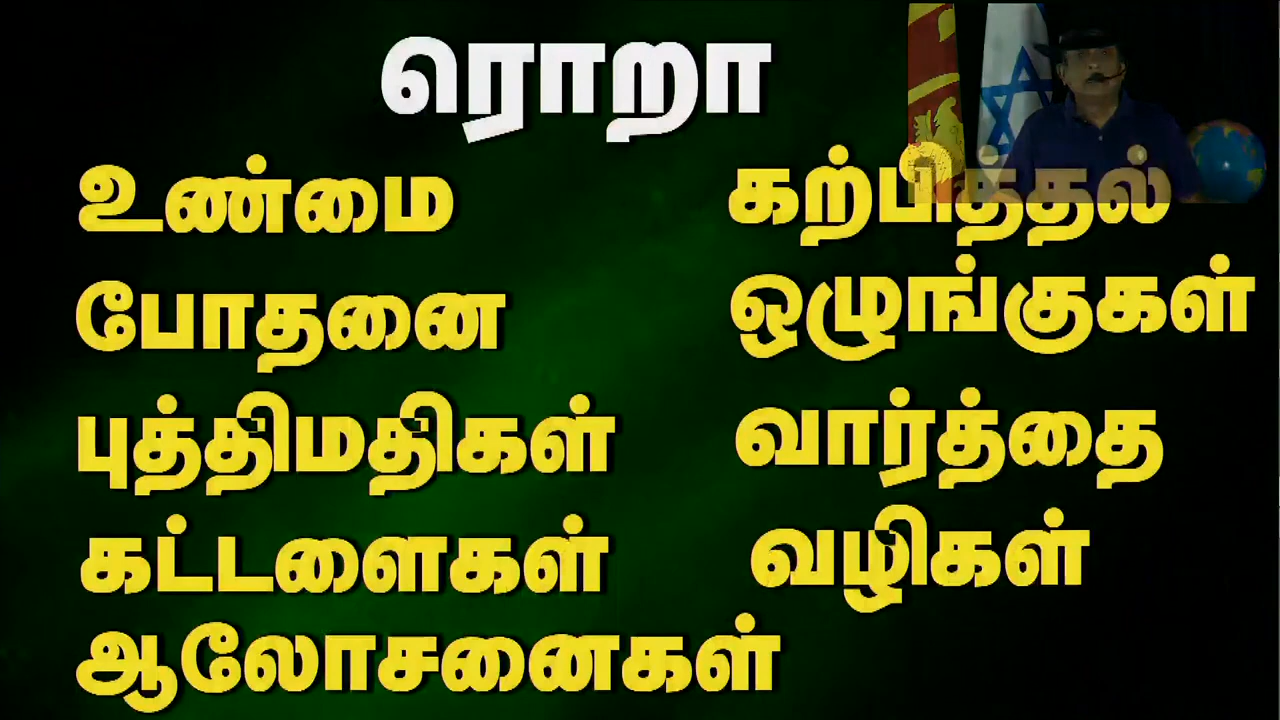 ரொறா
உண்மை
போதனை
புத்திமதிகள்
கட்டளைகள்
ஆலோசனைகள்
கற்பித்தல்
ஒழுங்குகள்
வார்த்தை
வழிகள்